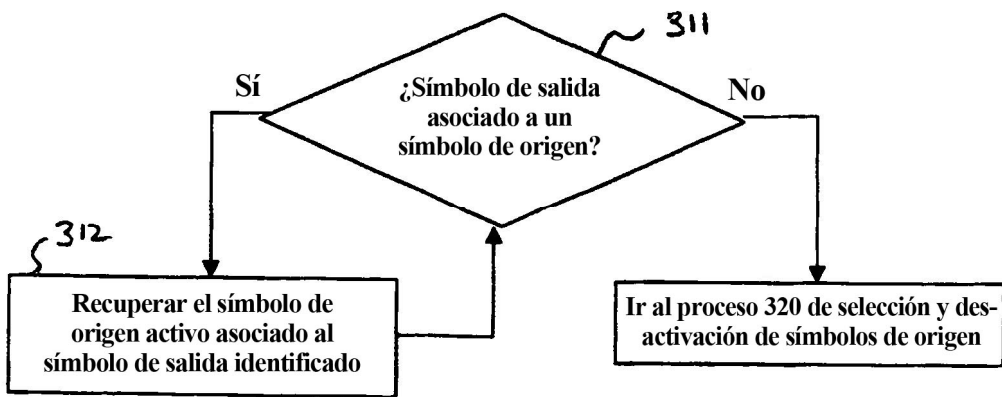 311
Sí
¿Símbolo de salida
asociado a un
símbolo de origen?
No
312
Recuperar el símbolo de
origen activo asociado al
símbolo de salida identificado
Ir al proceso 320 de selección y des-
activación de símbolos de origen